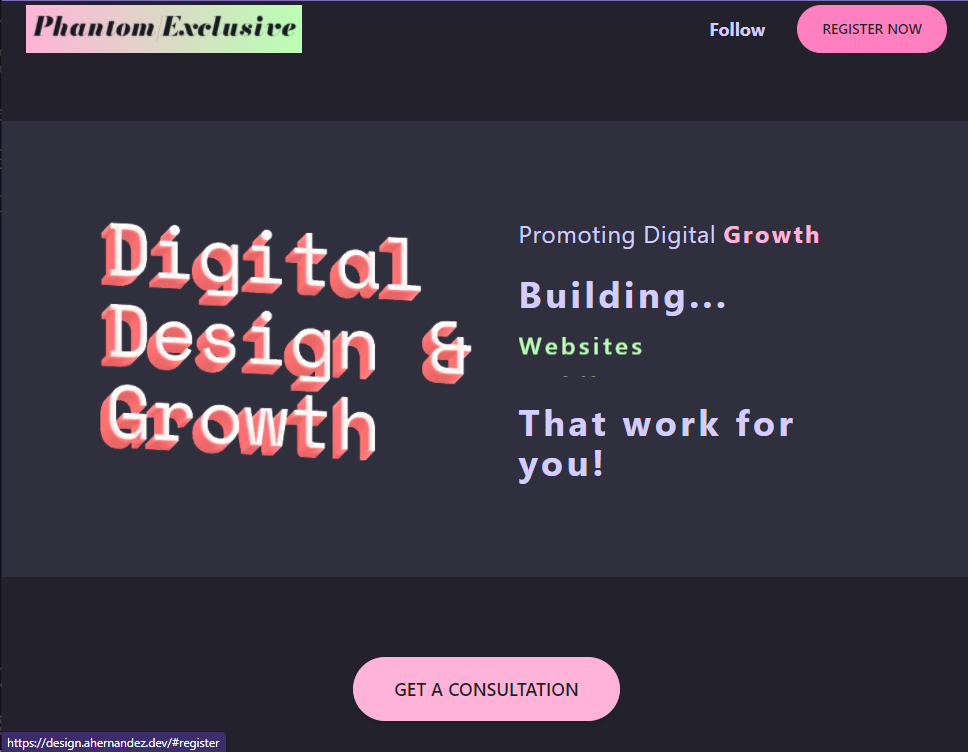 Phantom/Exclusive
Follow
REGISTER NOW
Digital
Design &
Growth
Promoting Digital Growth
Building...
Websites
That work for
you!
GET A CONSULTATION
https://design.ahernandez.dev/#register